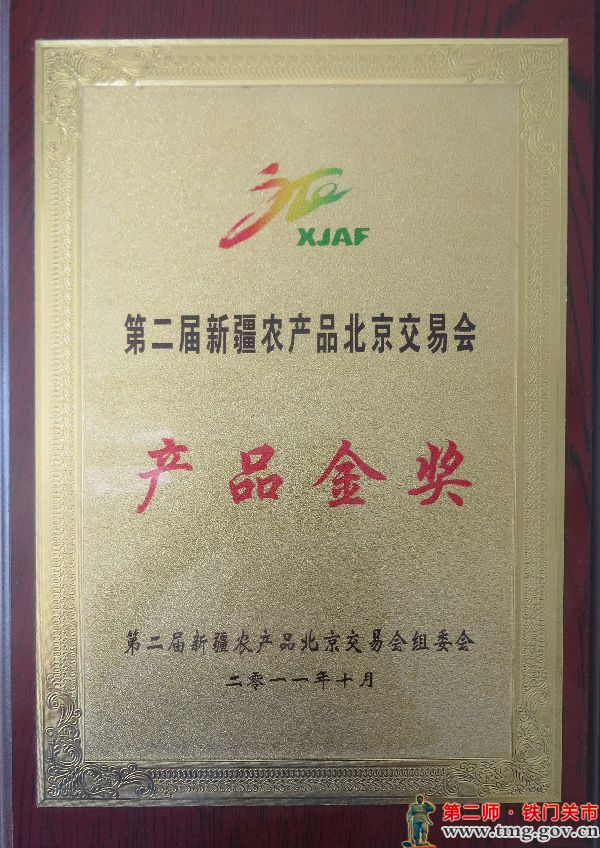 XJAF
第二届新疆农产品北京交易会
产品金奖
第二届新疆农产品北京交易会组委会
二零一一年十月
第二师·铁门关市
www.tmg.gov.cn